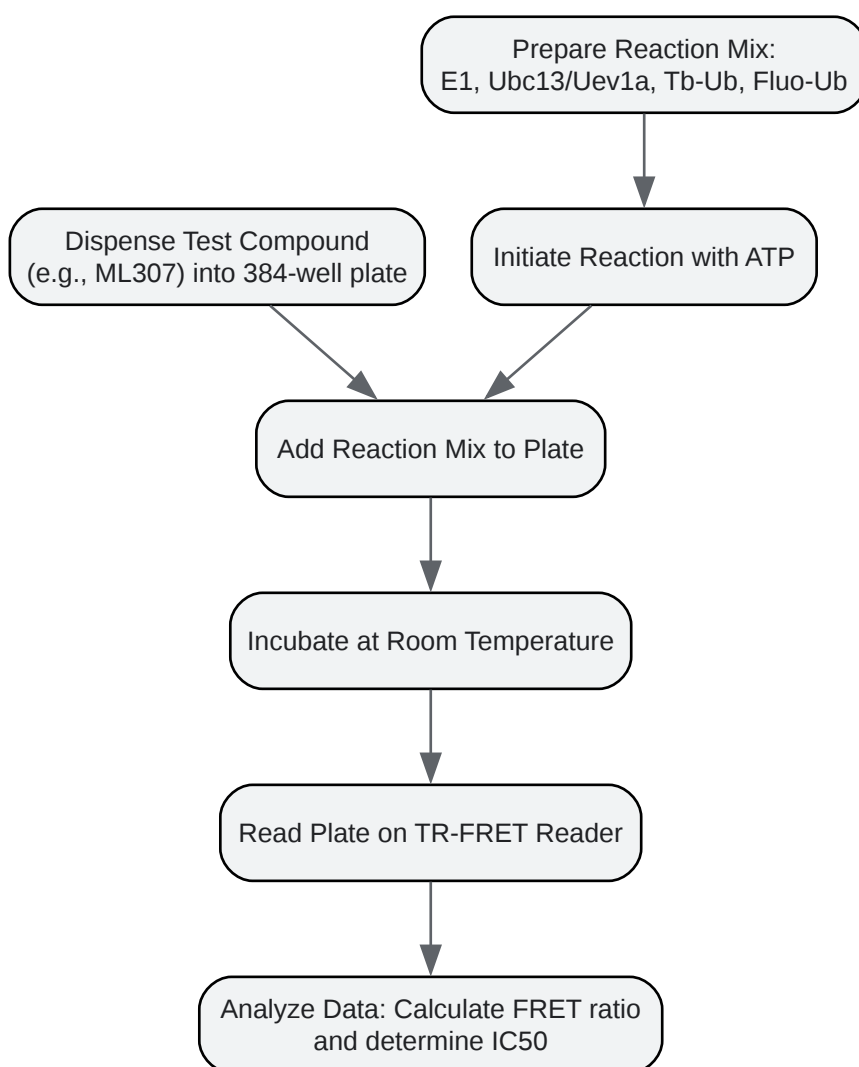 Prepare Reaction Mix:
E1, Ubc13/Uev1a, Tb-Ub, Fluo-Ub
Dispense Test Compound
(e.g., ML307) into 384-well plate
Initiate Reaction with ATP
Add Reaction Mix to Plate
Incubate at Room Temperature
Read Plate on TR-FRET Reader
Analyze Data: Calculate FRET ratio
and determine IC50